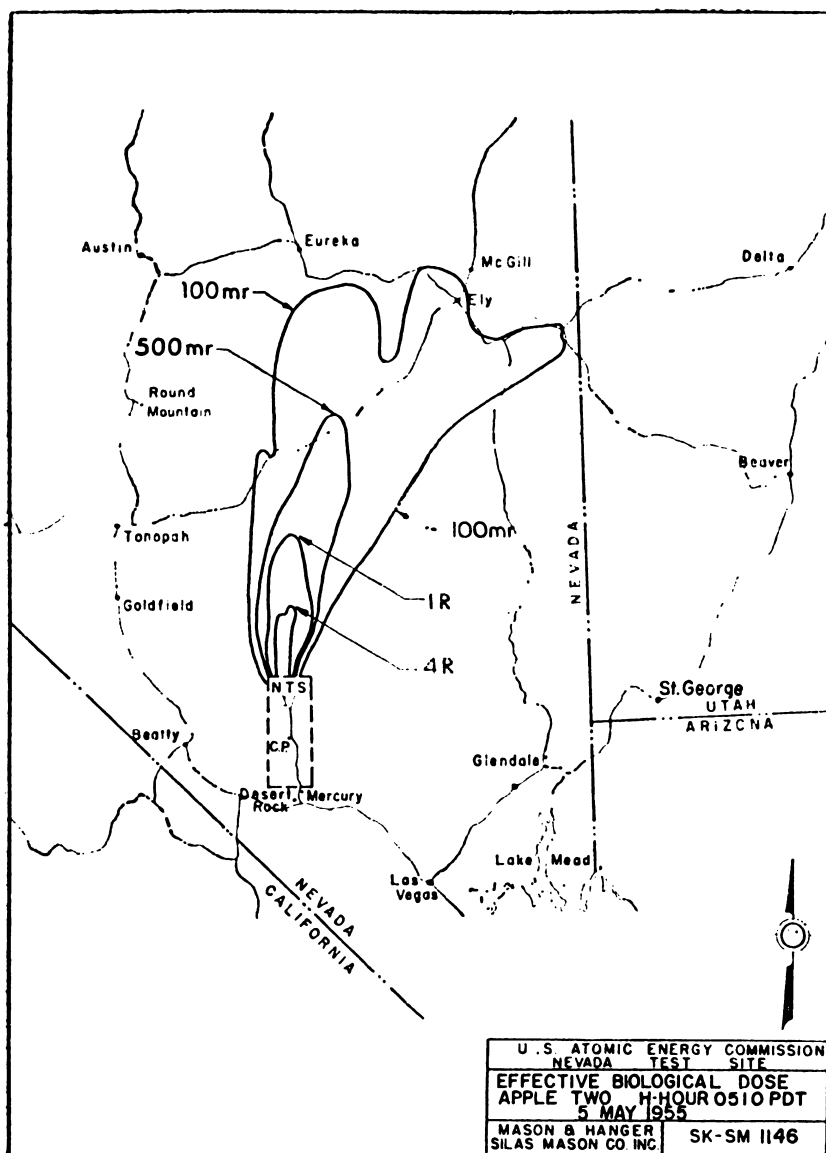 Austin
Eureka
McGill
Delta
100mr
Ely
500mr
Round
Mountain
Beaver
Tonopah
100mr
NEVADA
1R
Goldfield
4R
NTS
St. George
UTAH
ARIZONA
Beatty
C.P.
Glendale
Desert
Rock
Mercury
Lake Mead
Las
Vegas
NEVADA
CALIFORNIA
U.S. ATOMIC ENERGY COMMISSION
NEVADA TEST SITE
EFFECTIVE BIOLOGICAL DOSE
APPLE TWO H-HOUR 0510 PDT
5 MAY 1955
MASON & HANGER
SILAS MASON CO. INC.
SK-SM 1146